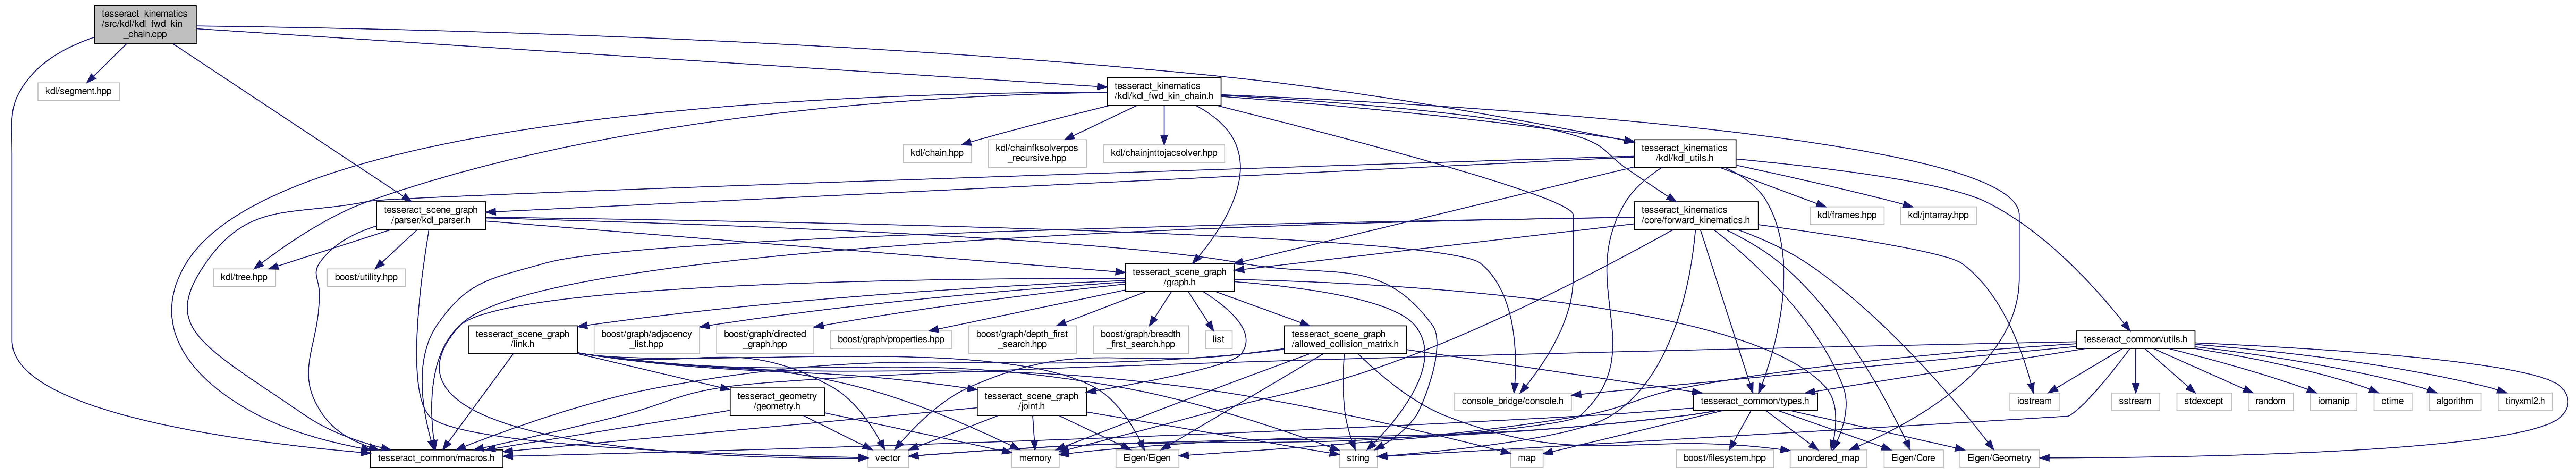 tesseract_kinematics
/src/kdl/kdl_fwd_kin
_chain.cpp
kdl/segment.hpp
tesseract_kinematics
/kdl/kdl_fwd_kin_chain.h
kdl/chain.hpp
kdl/chainfksolverpos
_recursive.hpp
kdl/chainjnttojacsolver.hpp
tesseract_kinematics
/kdl/kdl_utils.h
tesseract_scene_graph
/parser/kdl_parser.h
tesseract_kinematics
/core/forward_kinematics.h
kdl/frames.hpp
kdl/jntarray.hpp
kdl/tree.hpp
boost/utility.hpp
tesseract_scene_graph
/graph.h
tesseract_scene_graph
/link.h
boost/graph/adjacency
_list.hpp
boost/graph/directed
_graph.hpp
boost/graph/properties.hpp
boost/graph/depth_first
_search.hpp
boost/graph/breadth
_first_search.hpp
list
tesseract_scene_graph
/allowed_collision_matrix.h
tesseract_common/utils.h
tesseract_geometry
/geometry.h
tesseract_scene_graph
/joint.h
console_bridge/console.h
tesseract_common/types.h
iostream
sstream
stdexcept
random
iomanip
ctime
algorithm
tinyxml2.h
tesseract_common/macros.h
vector
memory
Eigen/Eigen
string
map
boost/filesystem.hpp
unordered_map
Eigen/Core
Eigen/Geometry